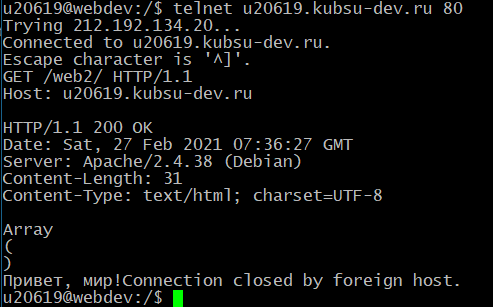 u20619@webdev:/$ telnet u20619.kubsu-dev.ru 80
Trying 212.192.134.20...
Connected to u20619.kubsu-dev.ru.
Escape character is '^]'.
GET /web2/ HTTP/1.1
Host: u20619.kubsu-dev.ru

HTTP/1.1 200 OK
Date: Sat, 27 Feb 2021 07:36:27 GMT
Server: Apache/2.4.38 (Debian)
Content-Length: 31
Content-Type: text/html; charset=UTF-8

Array
(
)
Привет, мир!Connection closed by foreign host.
u20619@webdev:/$